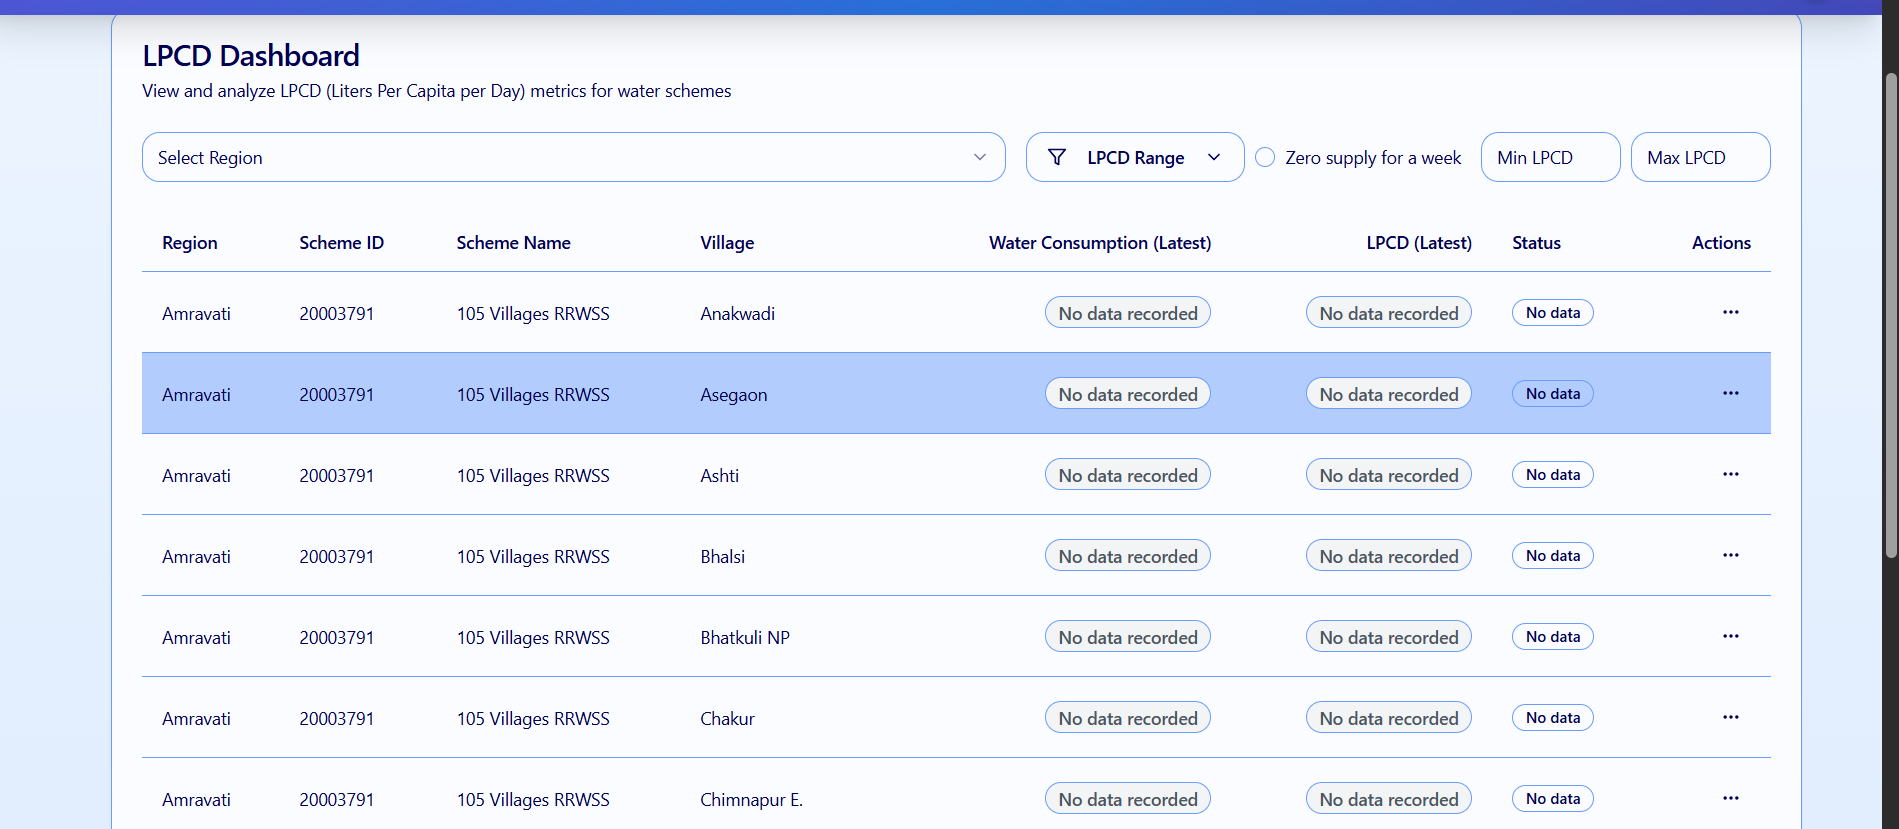 LPCD Dashboard
View and analyze LPCD (Liters Per Capita per Day) metrics for water schemes
Select Region LPCD Range Zero supply for a week Min LPCD Max LPCD
Region Scheme ID Scheme Name Village Water Consumption (Latest) LPCD (Latest) Status Actions
Amravati 20003791 105 Villages RRWSS Anakwadi No data recorded No data recorded No data
Amravati 20003791 105 Villages RRWSS Asegaon No data recorded No data recorded No data
Amravati 20003791 105 Villages RRWSS Ashti No data recorded No data recorded No data
Amravati 20003791 105 Villages RRWSS Bhalsi No data recorded No data recorded No data
Amravati 20003791 105 Villages RRWSS Bhatkuli NP No data recorded No data recorded No data
Amravati 20003791 105 Villages RRWSS Chakur No data recorded No data recorded No data
Amravati 20003791 105 Villages RRWSS Chimnapur E. No data recorded No data recorded No data